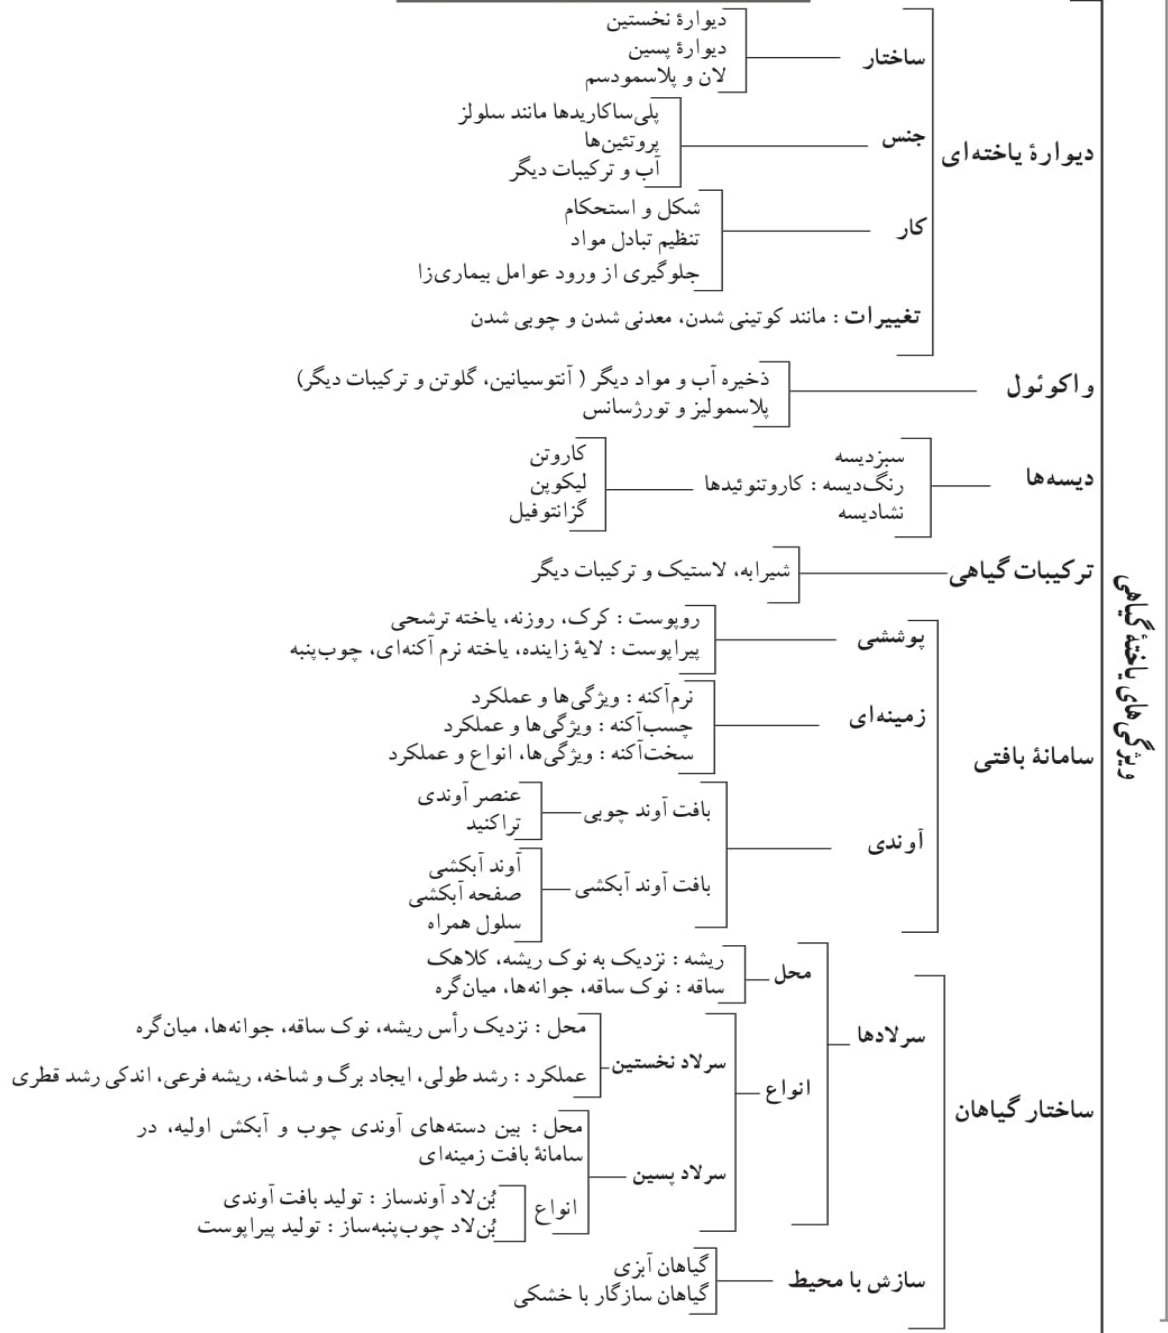 ویژگی های یاختهٔ گیاهی
دیوارهٔ یاخته‌ای
ساختار
دیوارهٔ نخستین
دیوارهٔ پسین
لان و پلاسمودسم
جنس
پلی‌ساکاریدها مانند سلولز
پروتئین‌ها
آب و ترکیبات دیگر
کار
شکل و استحکام
تنظیم تبادل مواد
جلوگیری از ورود عوامل بیماری‌زا
تغییرات : مانند کوتینی شدن، معدنی شدن و چوبی شدن
واکوئول
ذخیره آب و مواد دیگر ( آنتوسیانین، گلوتن و ترکیبات دیگر)
پلاسمولیز و تورژسانس
دیسه‌ها
سبزدیسه
رنگ‌دیسه : کاروتنوئیدها
نشادیسه
کاروتن
لیکوپن
گزانتوفیل
ترکیبات گیاهی
شیرابه، لاستیک و ترکیبات دیگر
سامانهٔ بافتی
پوششی
روپوست : کرک، روزنه، یاخته ترشحی
پیراپوست : لایهٔ زاینده، یاخته نرم آکنه‌ای، چوب‌پنبه
زمینه‌ای
نرم‌آکنه : ویژگی‌ها و عملکرد
چسب‌آکنه : ویژگی‌ها و عملکرد
سخت‌آکنه : ویژگی‌ها، انواع و عملکرد
آوندی
بافت آوند چوبی
عنصر آوندی
تراکئید
بافت آوند آبکشی
آوند آبکشی
صفحه آبکشی
سلول همراه
ساختار گیاهان
سرلادها
محل
ریشه : نزدیک به نوک ریشه، کلاهک
ساقه : نوک ساقه، جوانه‌ها، میان‌گره
انواع
سرلاد نخستین
محل : نزدیک رأس ریشه، نوک ساقه، جوانه‌ها، میان‌گره
عملکرد : رشد طولی، ایجاد برگ و شاخه، ریشه فرعی، اندکی رشد قطری
سرلاد پسین
محل : بین دسته‌های آوندی چوب و آبکش اولیه، در
سامانهٔ بافت زمینه‌ای
انواع
بُن‌لاد آوندساز : تولید بافت آوندی
بُن‌لاد چوب‌پنبه‌ساز : تولید پیراپوست
سازش با محیط
گیاهان آبزی
گیاهان سازگار با خشکی